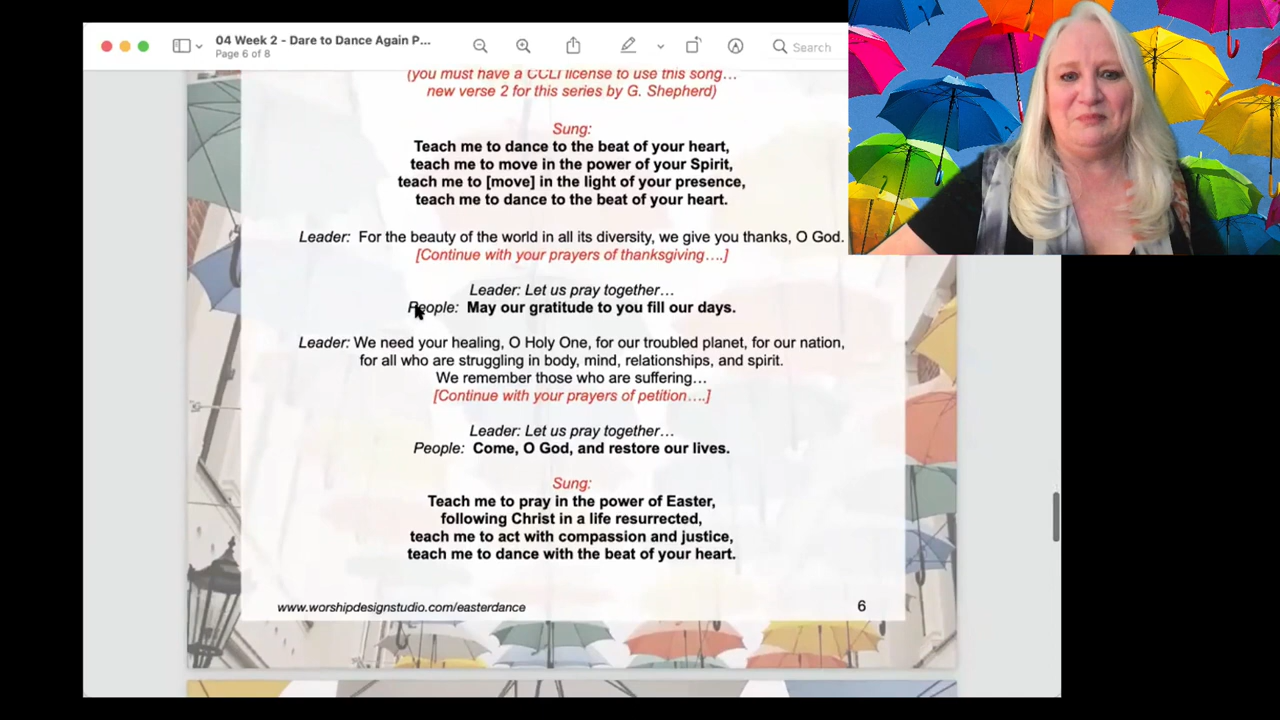 04 Week 2 - Dare to Dance Again P...
Page 6 of 8
Search
(you must have a CCLI license to use this song…
new verse 2 for this series by G. Shepherd)
Sung:
Teach me to dance to the beat of your heart,
teach me to move in the power of your Spirit,
teach me to [move] in the light of your presence,
teach me to dance to the beat of your heart.
Leader: For the beauty of the world in all its diversity, we give you thanks, O God.
[Continue with your prayers of thanksgiving….]
Leader: Let us pray together…
People: May our gratitude to you fill our days.
Leader: We need your healing, O Holy One, for our troubled planet, for our nation,
for all who are struggling in body, mind, relationships, and spirit.
We remember those who are suffering…
[Continue with your prayers of petition….]
Leader: Let us pray together…
People: Come, O God, and restore our lives.
Sung:
Teach me to pray in the power of Easter,
following Christ in a life resurrected,
teach me to act with compassion and justice,
teach me to dance with the beat of your heart.
www.worshipdesignstudio.com/easterdance
6